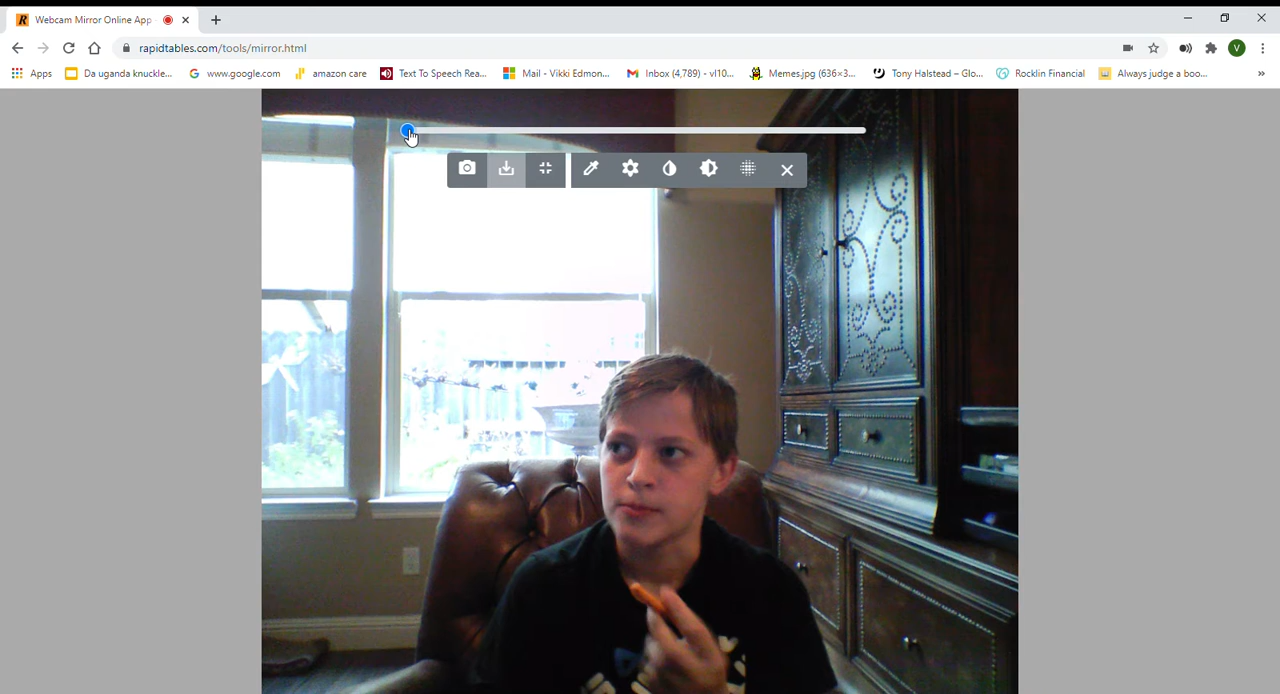 Webcam Mirror Online App
rapidtables.com/tools/mirror.html
V
Apps Da uganda knuckle... www.google.com amazon care Text To Speech Rea... Mail - Vikki Edmon... Inbox (4,789) - vl10... Memes.jpg (636×3... Tony Halstead – Glo... Rocklin Financial Always judge a boo... »